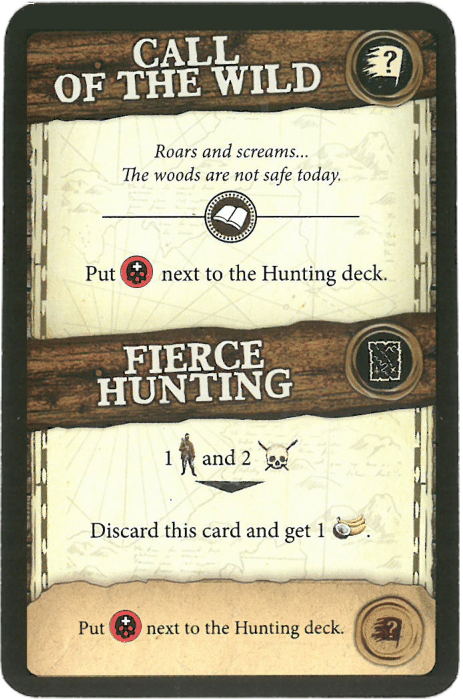 CALL
OF THE WILD
?
Roars and screams...
The woods are not safe today.
Put next to the Hunting deck.
FIERCE
HUNTING
1 and 2
Discard this card and get 1 .
Put next to the Hunting deck.
?